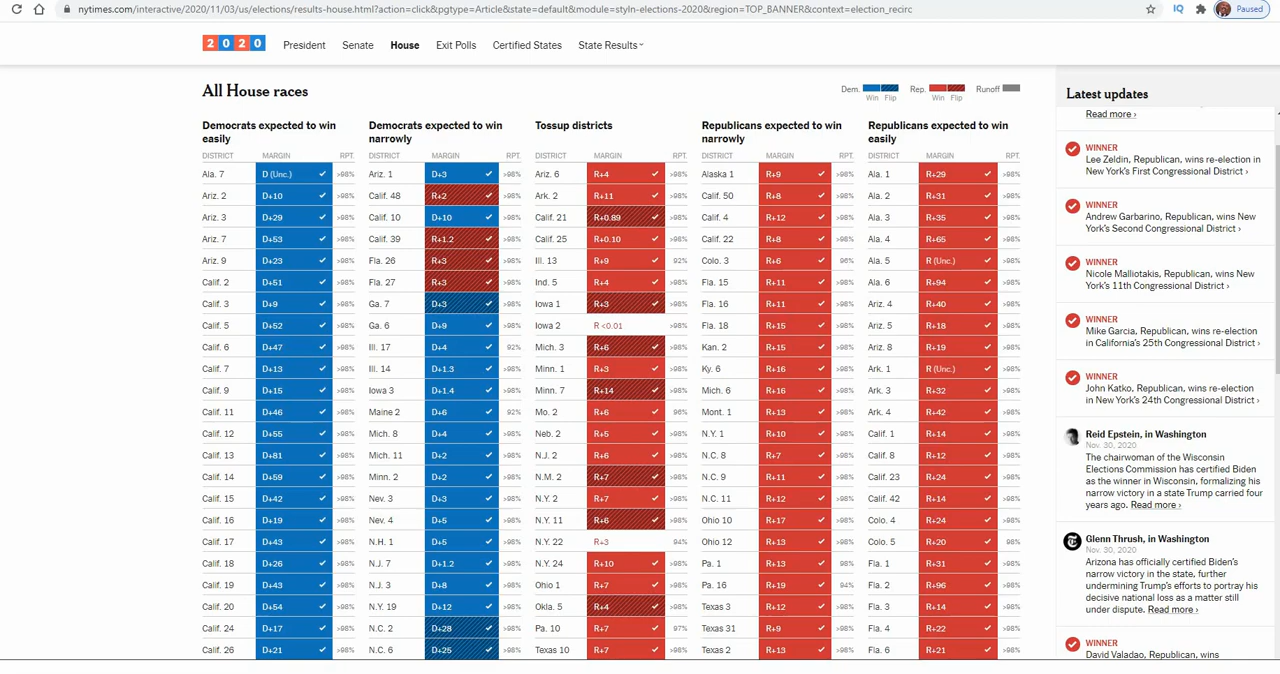 nytimes.com/interactive/2020/11/03/us/elections/results-house.html?action=click&pgtype=Article&state=default&module=styln-elections-2020&region=TOP_BANNER&context=election_recirc
IQ
Paused
2020 President Senate House Exit Polls Certified States State Results
All House races
Dem. Win Flip Rep. Win Flip Runoff
Democrats expected to win easily
DISTRICT MARGIN RPT.
Ala. 7 D (Unc.) >98%
Ariz. 2 D+10 >98%
Ariz. 3 D+29 >98%
Ariz. 7 D+53 >98%
Ariz. 9 D+23 >98%
Calif. 2 D+51 >98%
Calif. 3 D+9 >98%
Calif. 5 D+52 >98%
Calif. 6 D+47 >98%
Calif. 7 D+13 >98%
Calif. 9 D+15 >98%
Calif. 11 D+46 >98%
Calif. 12 D+55 >98%
Calif. 13 D+81 >98%
Calif. 14 D+59 >98%
Calif. 15 D+42 >98%
Calif. 16 D+19 >98%
Calif. 17 D+43 >98%
Calif. 18 D+26 >98%
Calif. 19 D+43 >98%
Calif. 20 D+54 >98%
Calif. 24 D+17 >98%
Calif. 26 D+21 >98%
Democrats expected to win narrowly
DISTRICT MARGIN RPT.
Ariz. 1 D+3 >98%
Calif. 48 R+2 >98%
Calif. 10 D+10 >98%
Calif. 39 R+1.2 >98%
Fla. 26 R+3 >98%
Fla. 27 R+3 >98%
Ga. 7 D+3 >98%
Ga. 6 D+9 >98%
Ill. 17 D+4 92%
Ill. 14 D+1.3 >98%
Iowa 3 D+1.4 >98%
Maine 2 D+6 92%
Mich. 8 D+4 >98%
Mich. 11 D+2 >98%
Minn. 2 D+2 >98%
Nev. 3 D+3 >98%
Nev. 4 D+5 >98%
N.H. 1 D+5 >98%
N.J. 7 D+1.2 >98%
N.J. 3 D+8 >98%
N.Y. 19 D+12 >98%
N.C. 2 D+28 >98%
N.C. 6 D+25 >98%
Tossup districts
DISTRICT MARGIN RPT.
Ariz. 6 R+4 >98%
Ark. 2 R+11 >98%
Calif. 21 R+0.89 >98%
Calif. 25 R+0.10 >98%
Ill. 13 R+9 92%
Ind. 5 R+4 >98%
Iowa 1 R+3 >98%
Iowa 2 R <0.01 >98%
Mich. 3 R+6 >98%
Minn. 1 R+3 >98%
Minn. 7 R+14 >98%
Mo. 2 R+6 96%
Neb. 2 R+5 >98%
N.J. 2 R+6 >98%
N.M. 2 R+7 >98%
N.Y. 2 R+7 >98%
N.Y. 11 R+6 >98%
N.Y. 22 R+3 94%
N.Y. 24 R+10 >98%
Ohio 1 R+7 >98%
Okla. 5 R+4 >98%
Pa. 10 R+7 97%
Texas 10 R+7 >98%
Republicans expected to win narrowly
DISTRICT MARGIN RPT.
Alaska 1 R+9 >98%
Calif. 50 R+8 >98%
Calif. 4 R+12 >98%
Calif. 22 R+8 >98%
Colo. 3 R+6 96%
Fla. 15 R+11 >98%
Fla. 16 R+11 >98%
Fla. 18 R+15 >98%
Kan. 2 R+15 >98%
Ky. 6 R+16 >98%
Mich. 6 R+16 >98%
Mont. 1 R+13 >98%
N.Y. 1 R+10 >98%
N.C. 8 R+7 >98%
N.C. 9 R+11 >98%
N.C. 11 R+12 >98%
Ohio 10 R+17 >98%
Ohio 12 R+13 >98%
Pa. 1 R+13 98%
Pa. 16 R+19 94%
Texas 3 R+12 >98%
Texas 31 R+9 >98%
Texas 2 R+13 >98%
Republicans expected to win easily
DISTRICT MARGIN RPT.
Ala. 1 R+29 >98%
Ala. 2 R+31 >98%
Ala. 3 R+35 >98%
Ala. 4 R+65 >98%
Ala. 5 R (Unc.) >98%
Ala. 6 R+94 >98%
Ariz. 4 R+40 >98%
Ariz. 5 R+18 >98%
Ariz. 8 R+19 >98%
Ark. 1 R (Unc.) >98%
Ark. 3 R+32 >98%
Ark. 4 R+42 >98%
Calif. 1 R+14 >98%
Calif. 8 R+12 >98%
Calif. 23 R+24 >98%
Calif. 42 R+14 >98%
Colo. 4 R+24 >98%
Colo. 5 R+20 98%
Fla. 1 R+31 >98%
Fla. 2 R+96 >98%
Fla. 3 R+14 >98%
Fla. 4 R+22 >98%
Fla. 6 R+21 >98%
Latest updates
Read more ›
WINNER
Lee Zeldin, Republican, wins re-election in
New York's First Congressional District ›
WINNER
Andrew Garbarino, Republican, wins New
York's Second Congressional District ›
WINNER
Nicole Malliotakis, Republican, wins New
York's 11th Congressional District ›
WINNER
Mike Garcia, Republican, wins re-election
in California's 25th Congressional District ›
WINNER
John Katko, Republican, wins re-election
in New York's 24th Congressional District ›
Reid Epstein, in Washington
Nov. 30, 2020
The chairwoman of the Wisconsin
Elections Commission has certified Biden
as the winner in Wisconsin, formalizing his
narrow victory in a state Trump carried four
years ago. Read more ›
Glenn Thrush, in Washington
Nov. 30, 2020
Arizona has officially certified Biden's
narrow victory in the state, further
undermining Trump's efforts to portray his
decisive national loss as a matter still
under dispute. Read more ›
WINNER
David Valadao, Republican, wins